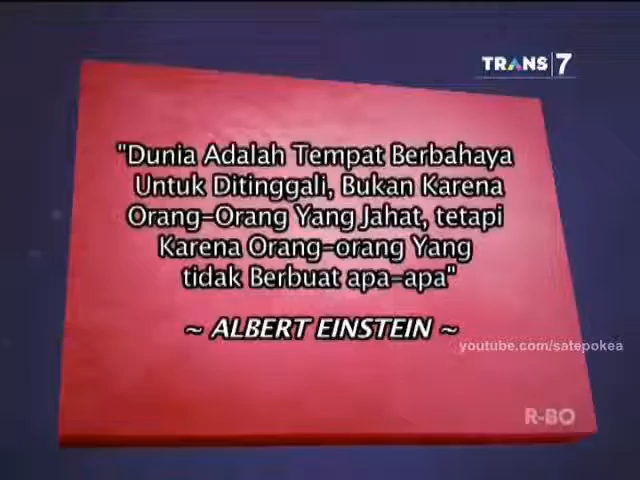 TRANS|7
"Dunia Adalah Tempat Berbahaya
Untuk Ditinggali, Bukan Karena
Orang-Orang Yang Jahat, tetapi
Karena Orang-orang Yang
tidak Berbuat apa-apa"
~ ALBERT EINSTEIN ~
youtube.com/satepokea
R-BO